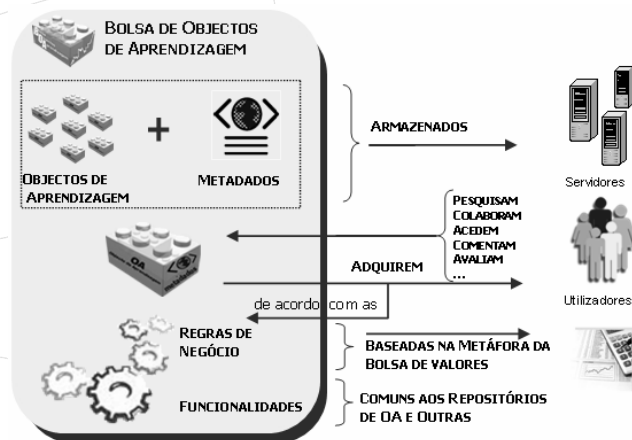 BOLSA DE OBJECTOS
DE APRENDIZAGEM
OBJECTOS DE
APRENDIZAGEM
METADADOS
ARMAZENADOS
Servidores
PESQUISAM
COLABORAM
ACEDEM
COMENTAM
AVALIAM
...
OA
metadados
ADQUIREM
Utilizadores
de acordo com as
REGRAS DE
NEGÓCIO
BASEADAS NA METÁFORA DA
BOLSA DE VALORES
FUNCIONALIDADES
COMUNS AOS REPOSITÓRIOS
DE OA E OUTRAS